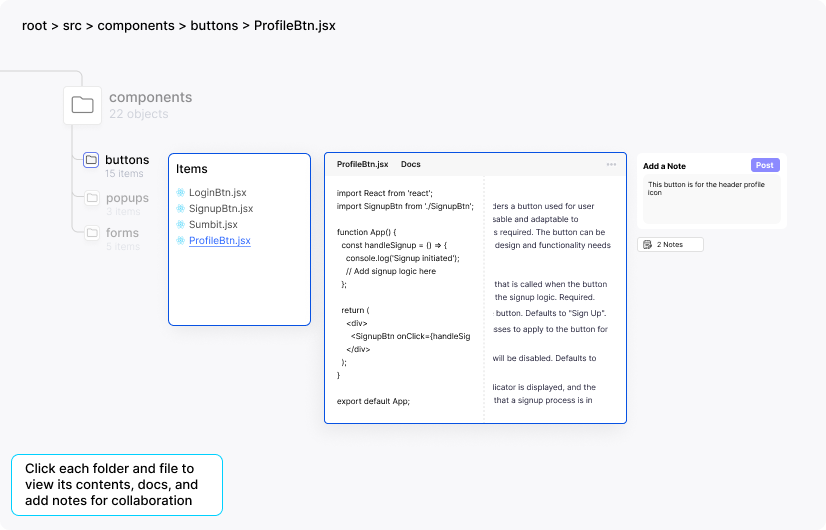 root > src > components > buttons > ProfileBtn.jsx
components
22 objects
buttons
15 items
popups
3 items
forms
5 items
Items
LoginBtn.jsx
SignupBtn.jsx
Sumbit.jsx
ProfileBtn.jsx
ProfileBtn.jsx Docs
import React from 'react';
import SignupBtn from './SignupBtn';
function App() {
const handleSignup = () => {
console.log('Signup initiated');
// Add signup logic here
};
return (
<div>
<SignupBtn onClick={handleSig
</div>
);
}
export default App;
ders a button used for user
sable and adaptable to
s required. The button can be
design and functionality needs
that is called when the button
the signup logic. Required.
button. Defaults to "Sign Up".
sses to apply to the button for
will be disabled. Defaults to
licator is displayed, and the
that a signup process is in
Add a Note
Post
This button is for the header profile
icon
2 Notes
Click each folder and file to
view its contents, docs, and
add notes for collaboration